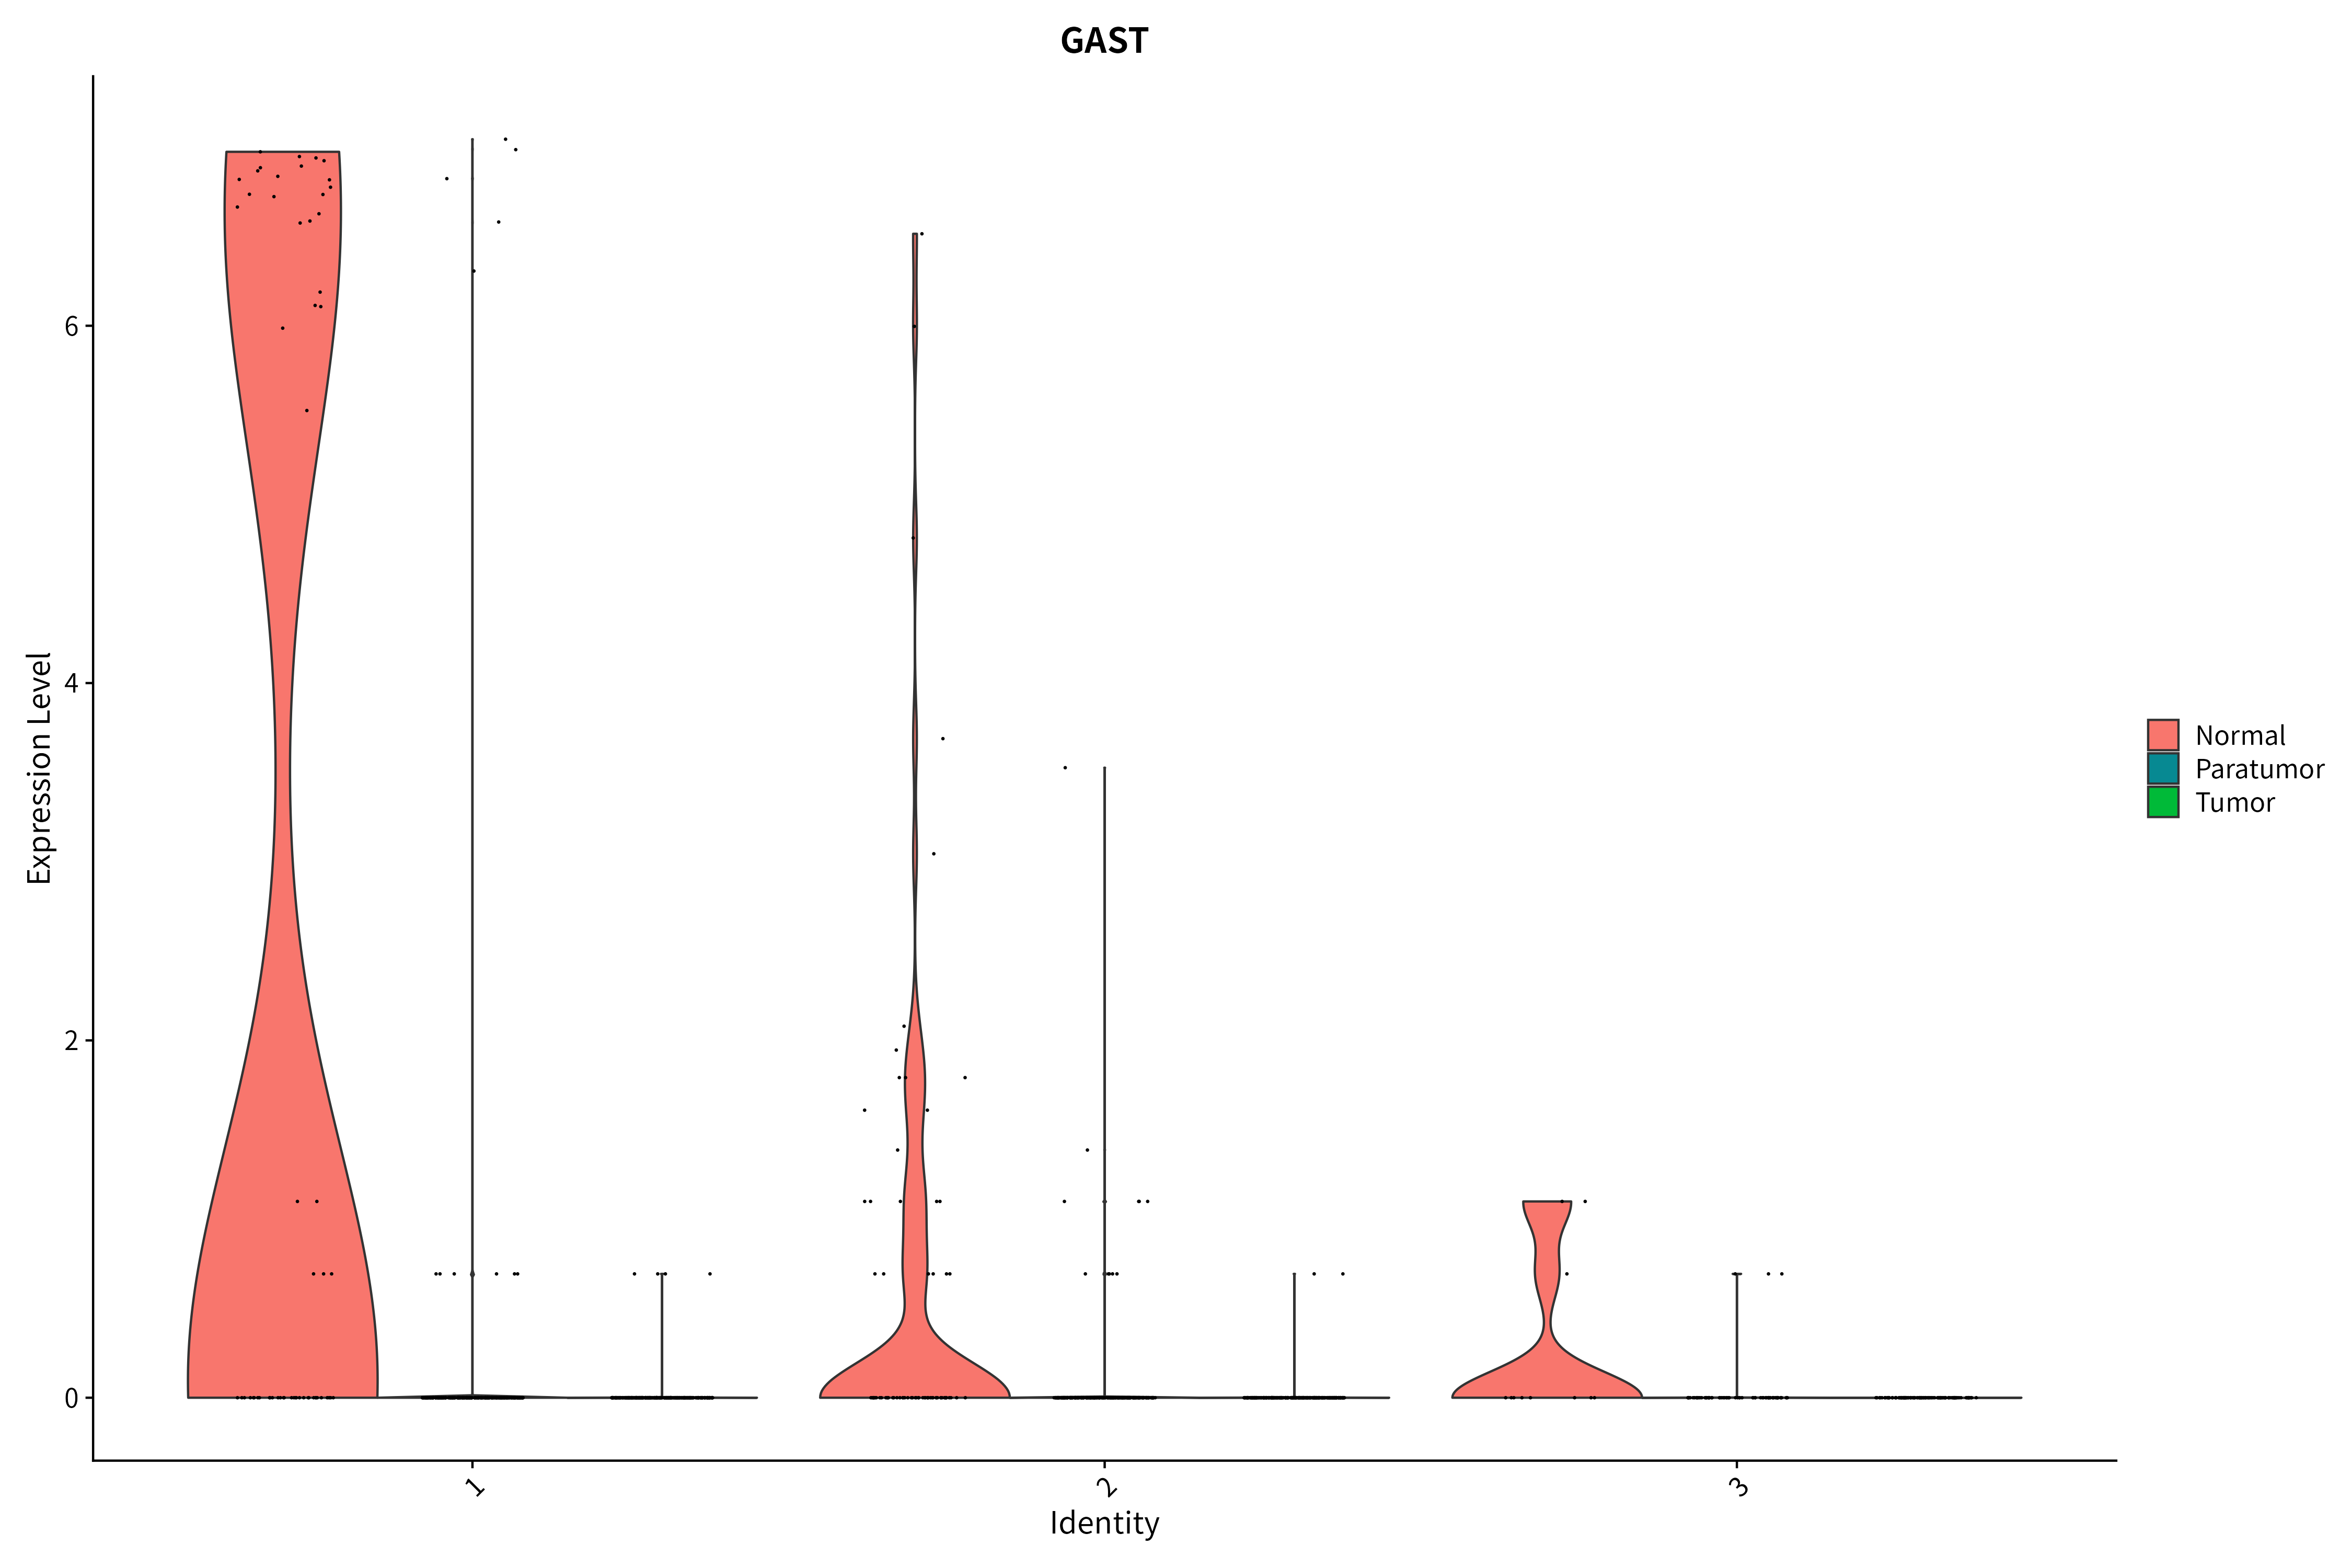 GAST
Expression Level
6
4
2
0
1
2
3
Identity
Normal
Paratumor
Tumor